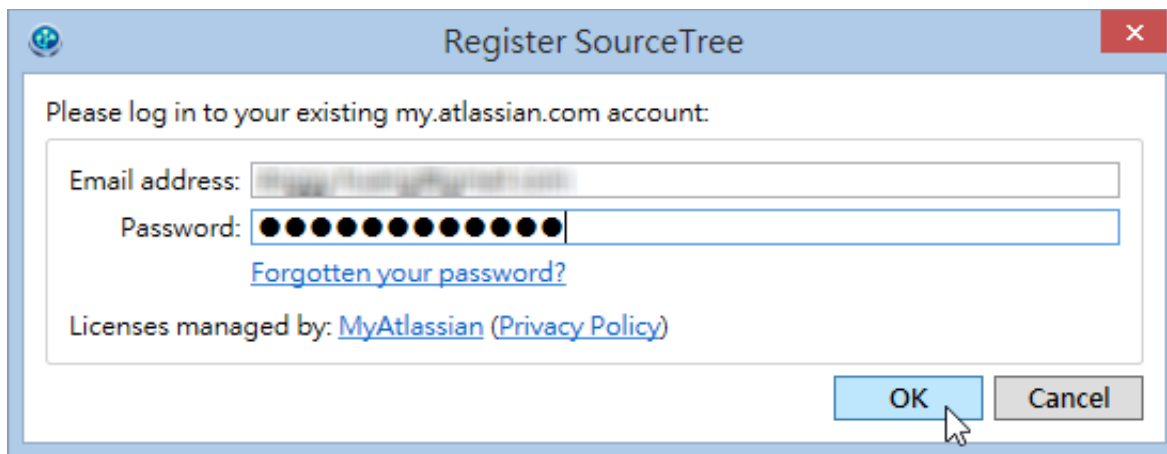 Register SourceTree
Please log in to your existing my.atlassian.com account:
Email address:
Password: ●●●●●●●●●●●●
Forgotten your password?
Licenses managed by: MyAtlassian (Privacy Policy)
OK Cancel